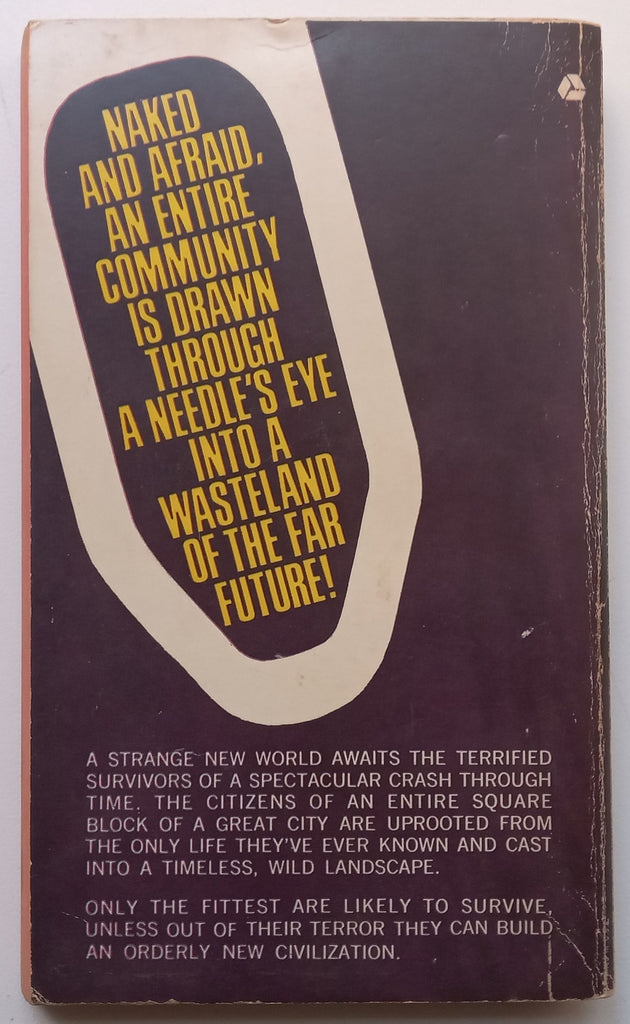 NAKED
AND AFRAID,
AN ENTIRE
COMMUNITY
IS DRAWN
THROUGH
A NEEDLE'S EYE
INTO A
WASTELAND
OF THE FAR
FUTURE!
A STRANGE NEW WORLD AWAITS THE TERRIFIED
SURVIVORS OF A SPECTACULAR CRASH THROUGH
TIME. THE CITIZENS OF AN ENTIRE SQUARE
BLOCK OF A GREAT CITY ARE UPROOTED FROM
THE ONLY LIFE THEY'VE EVER KNOWN AND CAST
INTO A TIMELESS, WILD LANDSCAPE.
ONLY THE FITTEST ARE LIKELY TO SURVIVE,
UNLESS OUT OF THEIR TERROR THEY CAN BUILD
AN ORDERLY NEW CIVILIZATION.